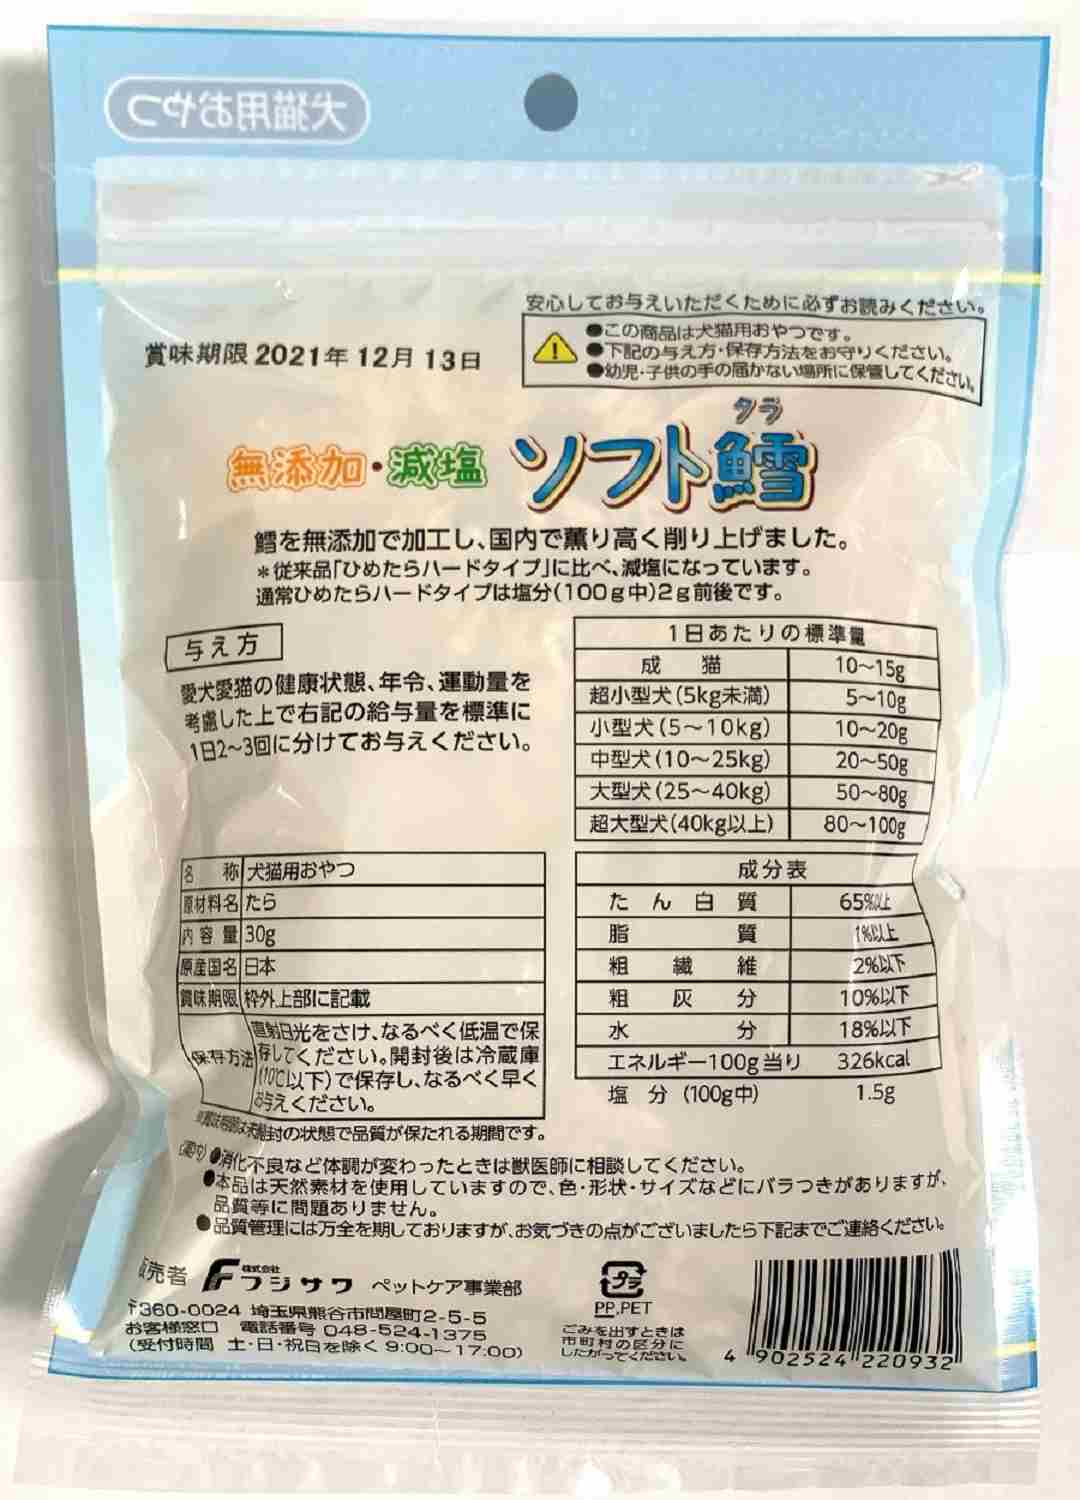 犬猫用おやつ
安心してお与えいただくために必ずお読みください。
●この商品は犬猫用おやつです。
●下記の与え方・保存方法をお守りください。
●幼児・子供の手の届かない場所に保管してください。
賞味期限 2021年 12月 13日
タラ
無添加・減塩 ソフト鱈
鱈を無添加で加工し、国内で薫り高く削り上げました。
＊従来品「ひめたらハードタイプ」に比べ、減塩になっています。
通常ひめたらハードタイプは塩分(100g中)2g前後です。
与え方
愛犬愛猫の健康状態、年令、運動量を
考慮した上で右記の給与量を標準に
1日2～3回に分けてお与えください。
1日あたりの標準量
成 猫 10～15g
超小型犬(5kg未満) 5～10g
小型犬(5～10kg) 10～20g
中型犬(10～25kg) 20～50g
大型犬(25～40kg) 50～80g
超大型犬(40kg以上) 80～100g
名 称 犬猫用おやつ
原材料名 たら
内容量 30g
原産国名 日本
賞味期限 枠外上部に記載
保存方法 直射日光をさけ、なるべく低温で保
存してください。開封後は冷蔵庫
(10℃以下)で保存し、なるべく早く
お与えください。
※賞味期限は未開封の状態で品質が保たれる期間です。
成分表
たん白質 65%以上
脂質 1%以上
粗繊維 2%以下
粗灰分 10%以下
水分 18%以下
エネルギー100g当り 326kcal
塩 分 (100g中) 1.5g
●消化不良など体調が変わったときは獣医師に相談してください。
●本品は天然素材を使用していますので、色・形状・サイズなどにバラつきがありますが、
品質等に問題ありません。
●品質管理には万全を期しておりますが、お気づきの点がございましたら下記までご連絡ください。
販売者 株式会社 フジサワ ペットケア事業部
〒360-0024 埼玉県熊谷市問屋町2-5-5
お客様窓口 電話番号 048-524-1375
(受付時間 土・日・祝日を除く 9:00～17:00)
プラ
PP,PET
ごみを出すときは
市町村の区分に
したがってください。
4 902524 220932